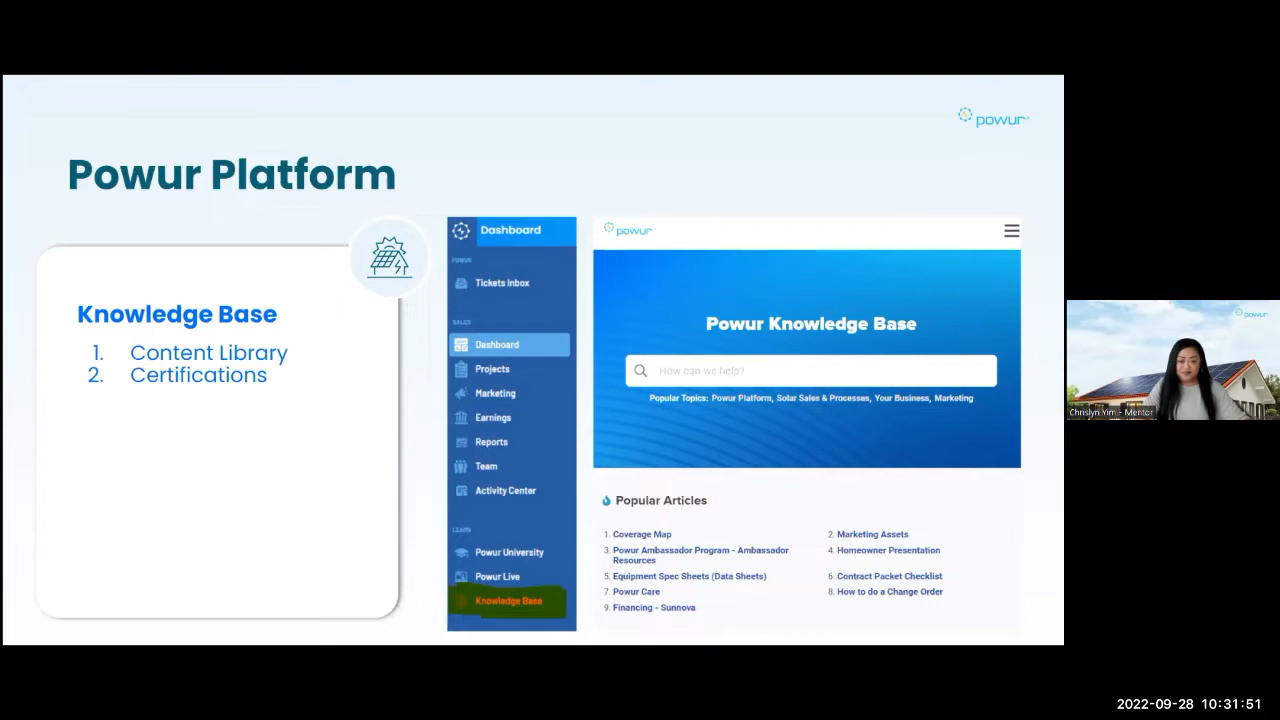 powur
Powur Platform
Knowledge Base
1. Content Library
2. Certifications
Dashboard
POWUR
Tickets Inbox
SALES
Dashboard
Projects
Marketing
Earnings
Reports
Team
Activity Center
LEARN
Powur University
Powur Live
Knowledge Base
powur
Powur Knowledge Base
How can we help?
Popular Topics: Powur Platform, Solar Sales & Processes, Your Business, Marketing
Popular Articles
1. Coverage Map
2. Marketing Assets
3. Powur Ambassador Program - Ambassador
Resources
4. Homeowner Presentation
5. Equipment Spec Sheets (Data Sheets)
6. Contract Packet Checklist
7. Powur Care
8. How to do a Change Order
9. Financing - Sunnova
powur
Chrislyn Yim - Mentor
2022-09-28 10:31:51